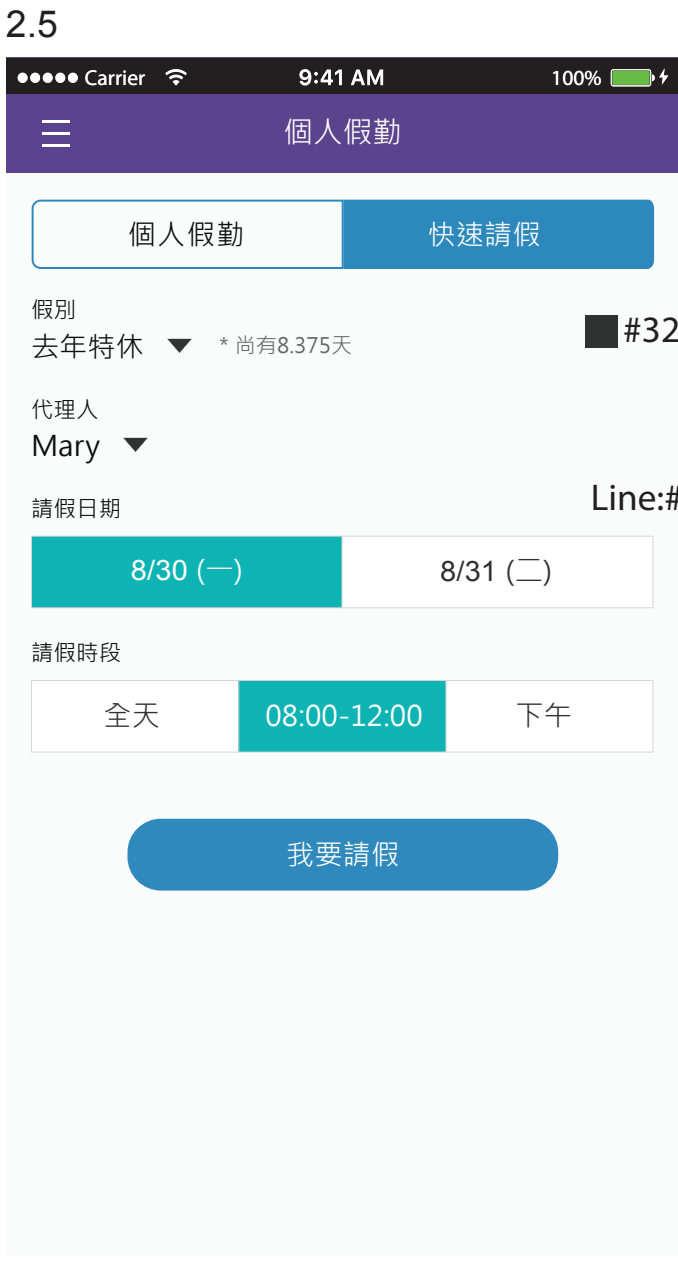 2.5
Carrier 9:41 AM 100%
個人假勤
個人假勤 快速請假
假別
去年特休 * 尚有8.375天 #32
代理人
Mary
請假日期 Line:#
8/30 (一) 8/31 (二)
請假時段
全天 08:00-12:00 下午
我要請假